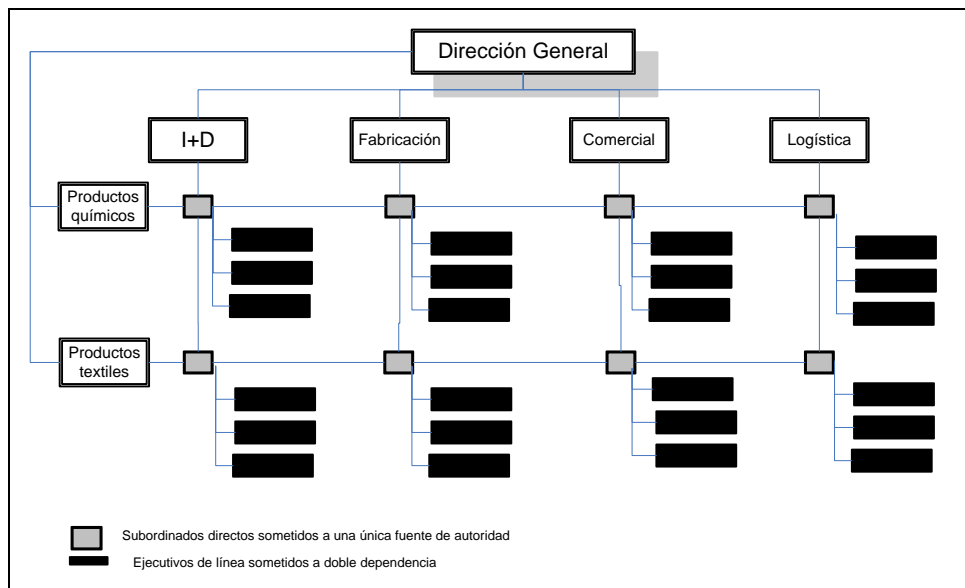 Dirección General
I+D
Fabricación
Comercial
Logística
Productos
químicos
Productos
textiles
Subordinados directos sometidos a una única fuente de autoridad
Ejecutivos de línea sometidos a doble dependencia